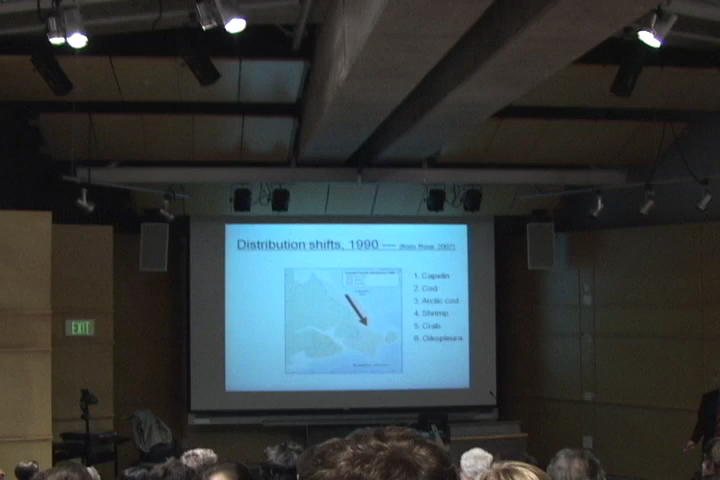 Distribution shifts, 1990
(Rose, 2007)
1. Capelin
2. Cod
3. Arctic cod
4. Shrimp
5. Crab
6. Oikopleura
EXIT